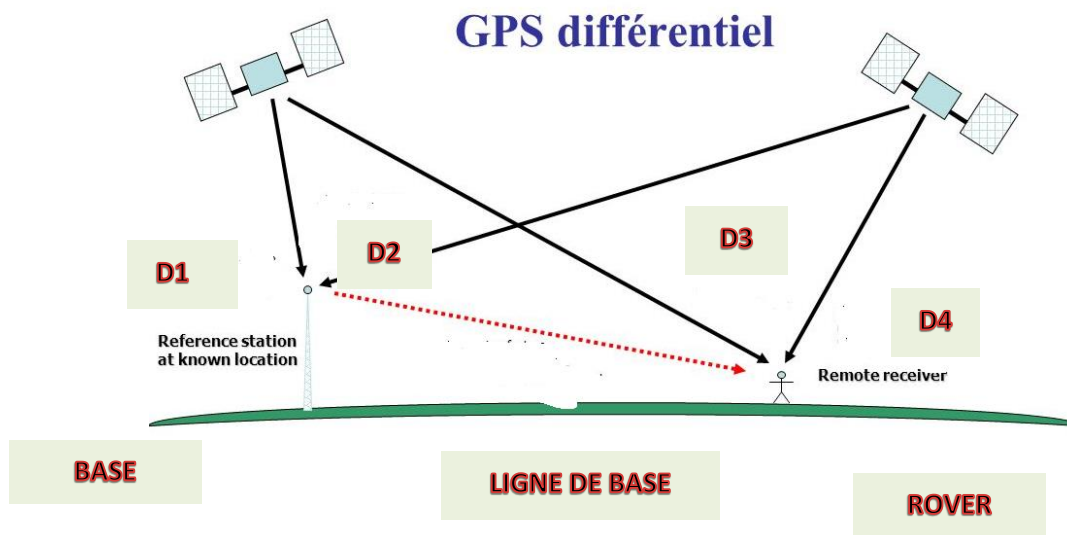 GPS différentiel
D1
D2
D3
D4
Reference station
at known location
Remote receiver
BASE
LIGNE DE BASE
ROVER